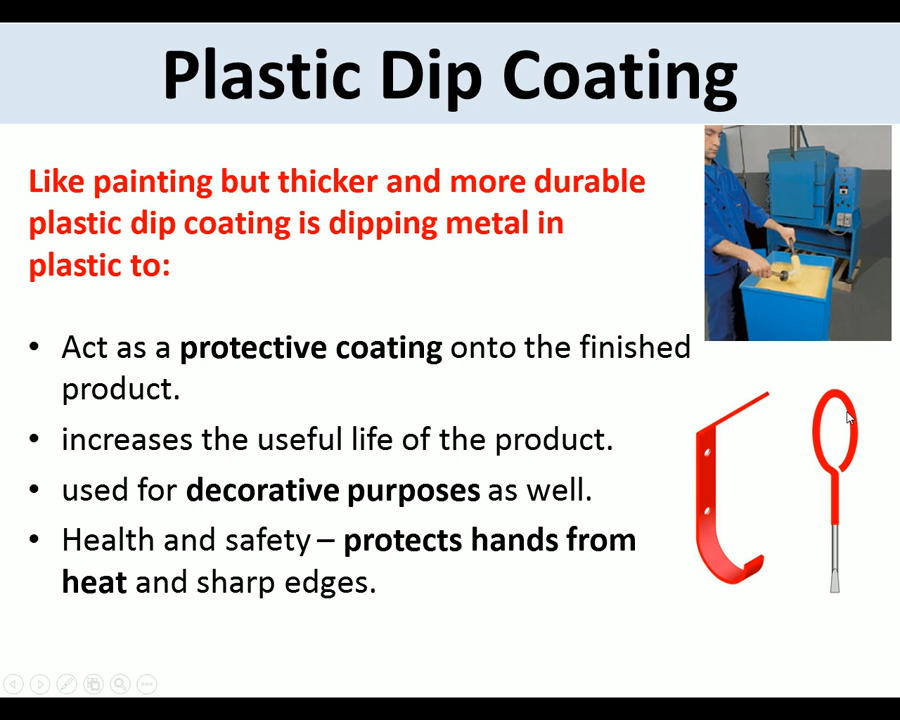 Plastic Dip Coating
Like painting but thicker and more durable
plastic dip coating is dipping metal in
plastic to:
• Act as a protective coating onto the finished
product.
• increases the useful life of the product.
• used for decorative purposes as well.
• Health and safety – protects hands from
heat and sharp edges.